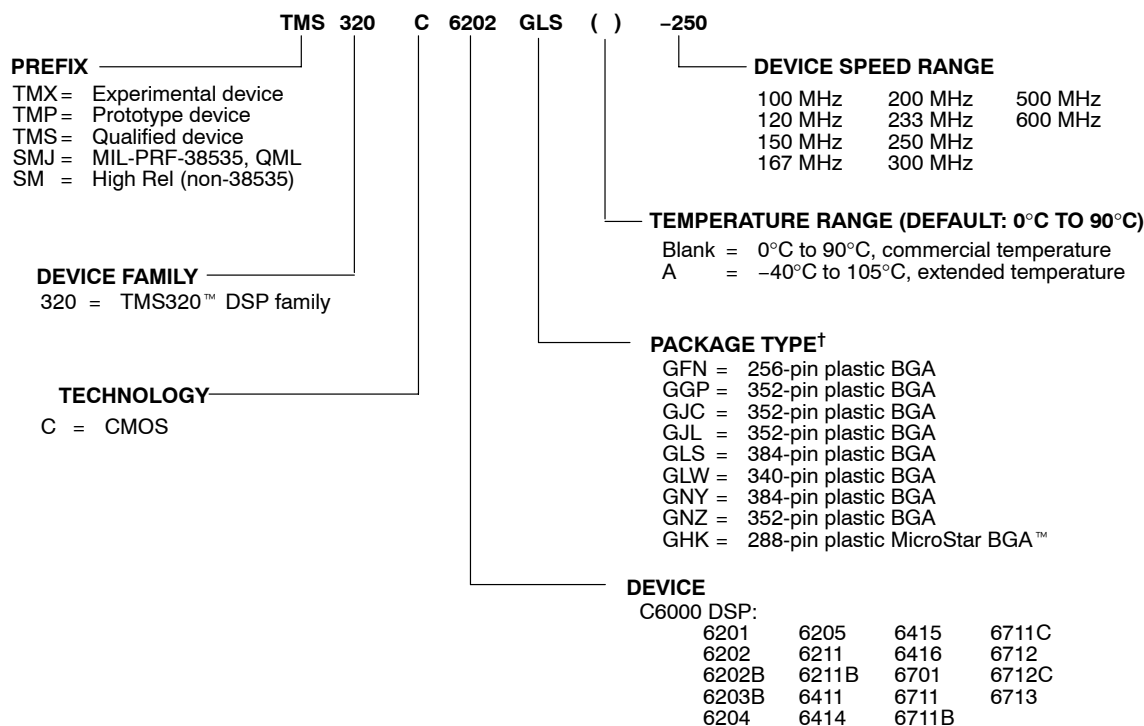 TMS 320 C 6202 GLS ( ) −250
PREFIX
TMX = Experimental device
TMP = Prototype device
TMS = Qualified device
SMJ = MIL-PRF-38535, QML
SM = High Rel (non-38535)
DEVICE SPEED RANGE
100 MHz 200 MHz 500 MHz
120 MHz 233 MHz 600 MHz
150 MHz 250 MHz
167 MHz 300 MHz
TEMPERATURE RANGE (DEFAULT: 0°C TO 90°C)
Blank = 0°C to 90°C, commercial temperature
A = −40°C to 105°C, extended temperature
DEVICE FAMILY
320 = TMS320™ DSP family
PACKAGE TYPE†
GFN = 256-pin plastic BGA
GGP = 352-pin plastic BGA
GJC = 352-pin plastic BGA
GJL = 352-pin plastic BGA
GLS = 384-pin plastic BGA
GLW = 340-pin plastic BGA
GNY = 384-pin plastic BGA
GNZ = 352-pin plastic BGA
GHK = 288-pin plastic MicroStar BGA™
TECHNOLOGY
C = CMOS
DEVICE
C6000 DSP:
6201 6205 6415 6711C
6202 6211 6416 6712
6202B 6211B 6701 6712C
6203B 6411 6711 6713
6204 6414 6711B